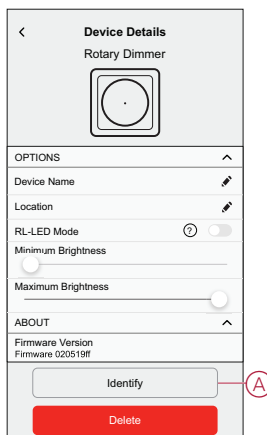 Device Details
Rotary Dimmer
OPTIONS
Device Name
Location
RL-LED Mode ?
Minimum Brightness
Maximum Brightness
ABOUT
Firmware Version
Firmware 020519ff
Identify A
Delete